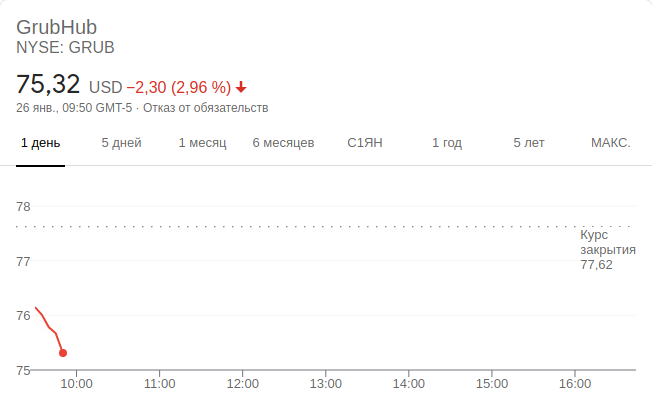 GrubHub
NYSE: GRUB
75,32 USD −2,30 (2,96 %)
26 янв., 09:50 GMT-5 · Отказ от обязательств
1 день 5 дней 1 месяц 6 месяцев С1ЯН 1 год 5 лет МАКС.
78
Курс
закрытия
77,62
77
76
75
10:00 11:00 12:00 13:00 14:00 15:00 16:00